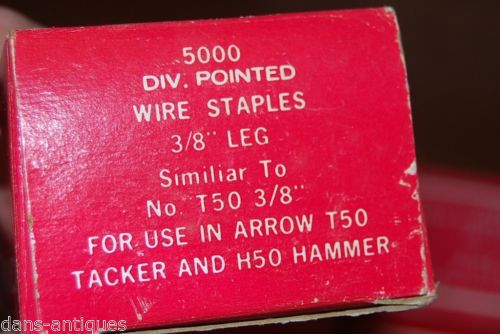 5000
DIV. POINTED
WIRE STAPLES
3/8" LEG
Similiar To
No. T50 3/8"
FOR USE IN ARROW T50
TACKER AND H50 HAMMER
dans-antiques